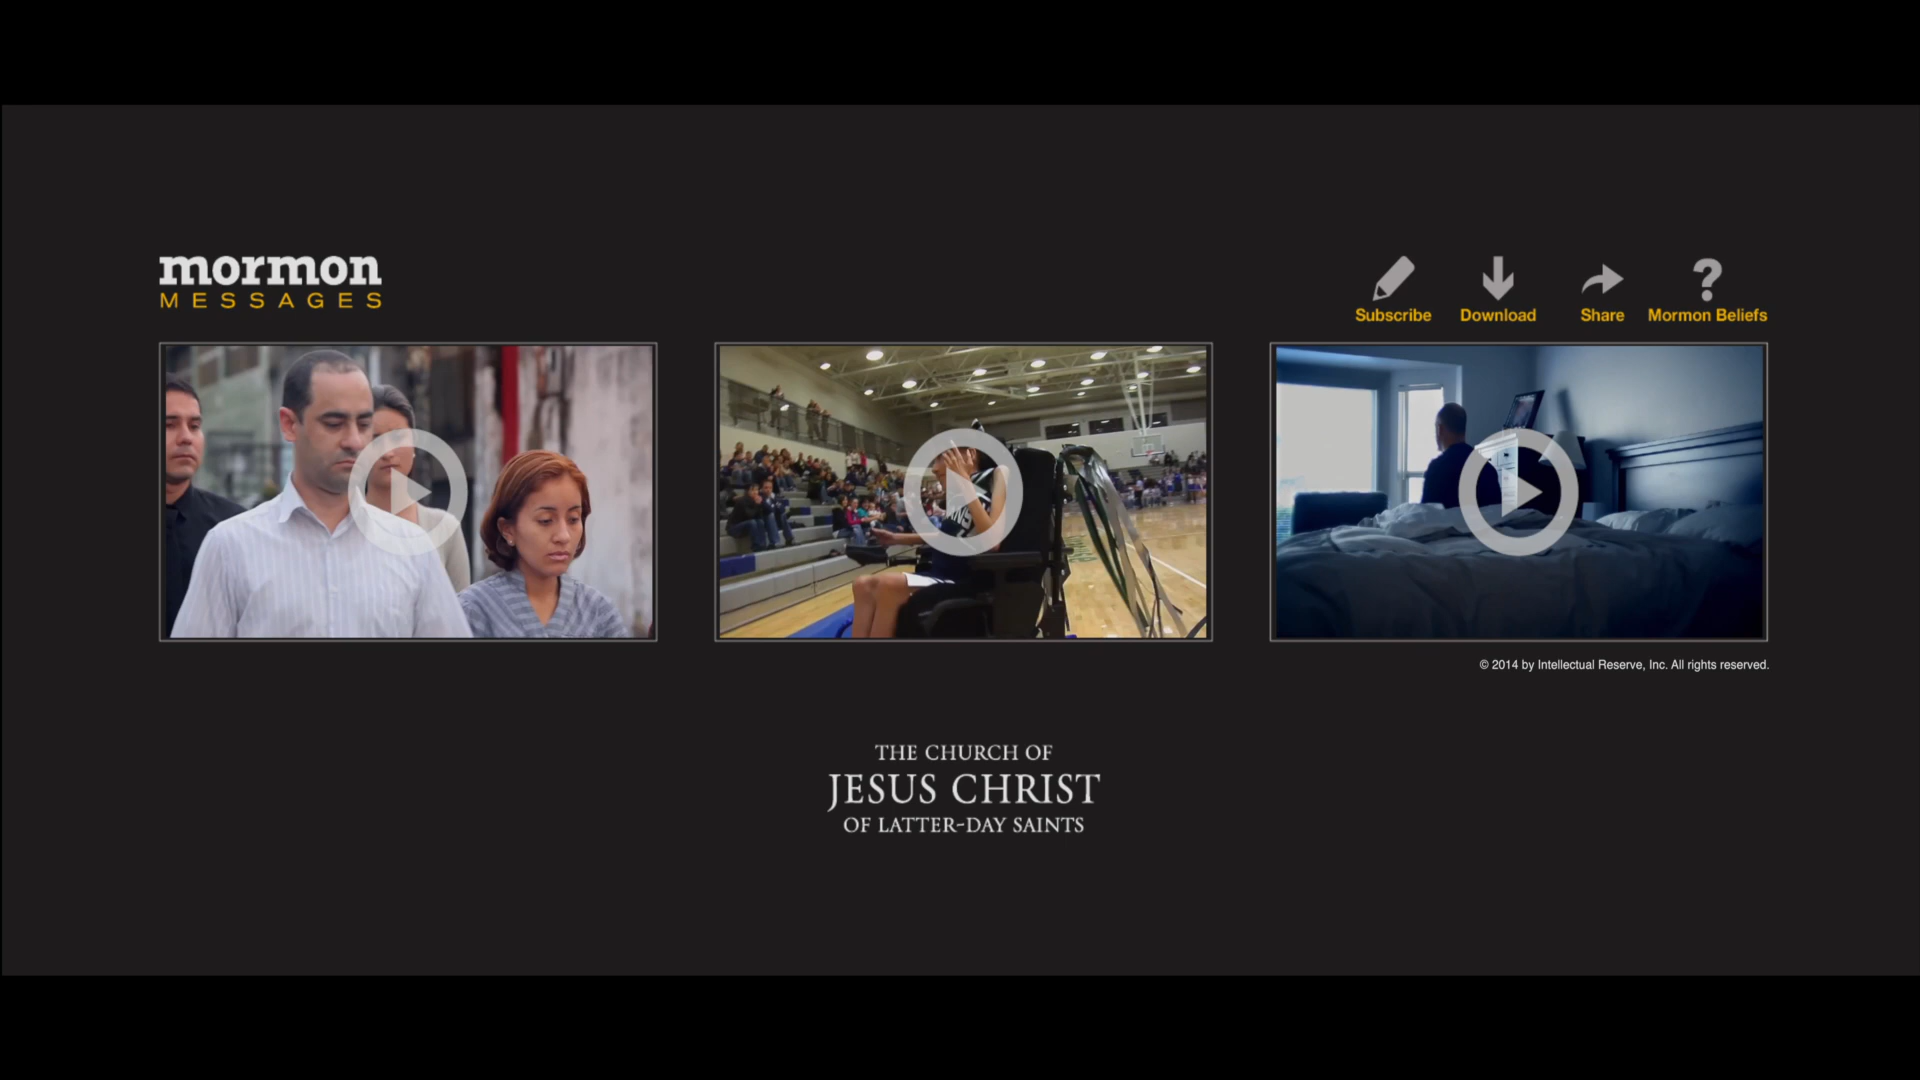 mormon
MESSAGES
Subscribe
Download
Share
Mormon Beliefs
© 2014 by Intellectual Reserve, Inc. All rights reserved.
THE CHURCH OF
JESUS CHRIST
OF LATTER-DAY SAINTS